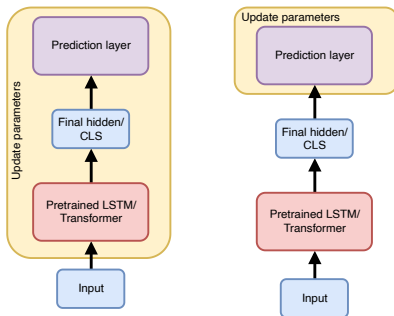 Update parameters
Prediction layer
Final hidden/
CLS
Pretrained LSTM/
Transformer
Input
Update parameters
Prediction layer
Final hidden/
CLS
Pretrained LSTM/
Transformer
Input